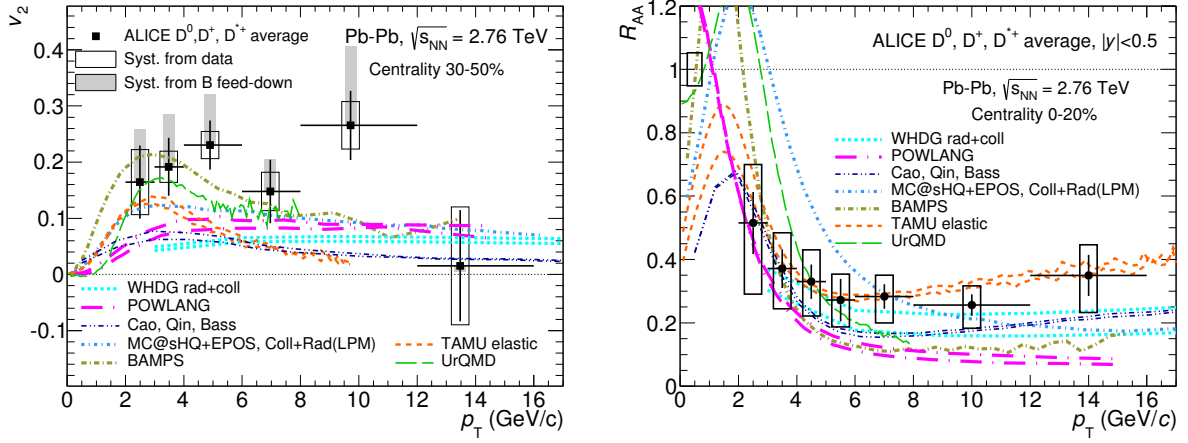 v2
ALICE D0,D+, D*+ average
Syst. from data
Syst. from B feed-down
Pb-Pb, √sNN = 2.76 TeV
Centrality 30-50%
0.4
0.3
0.2
0.1
0
-0.1
WHDG rad+coll
POWLANG
Cao, Qin, Bass
MC@sHQ+EPOS, Coll+Rad(LPM)
BAMPS
TAMU elastic
UrQMD
0 2 4 6 8 10 12 14 16
pT (GeV/c)
RAA
ALICE D0, D+, D*+ average, |y|<0.5
Pb-Pb, √sNN = 2.76 TeV
Centrality 0-20%
1.2
1
0.8
0.6
0.4
0.2
0
WHDG rad+coll
POWLANG
Cao, Qin, Bass
MC@sHQ+EPOS, Coll+Rad(LPM)
BAMPS
TAMU elastic
UrQMD
0 2 4 6 8 10 12 14 16
pT (GeV/c)